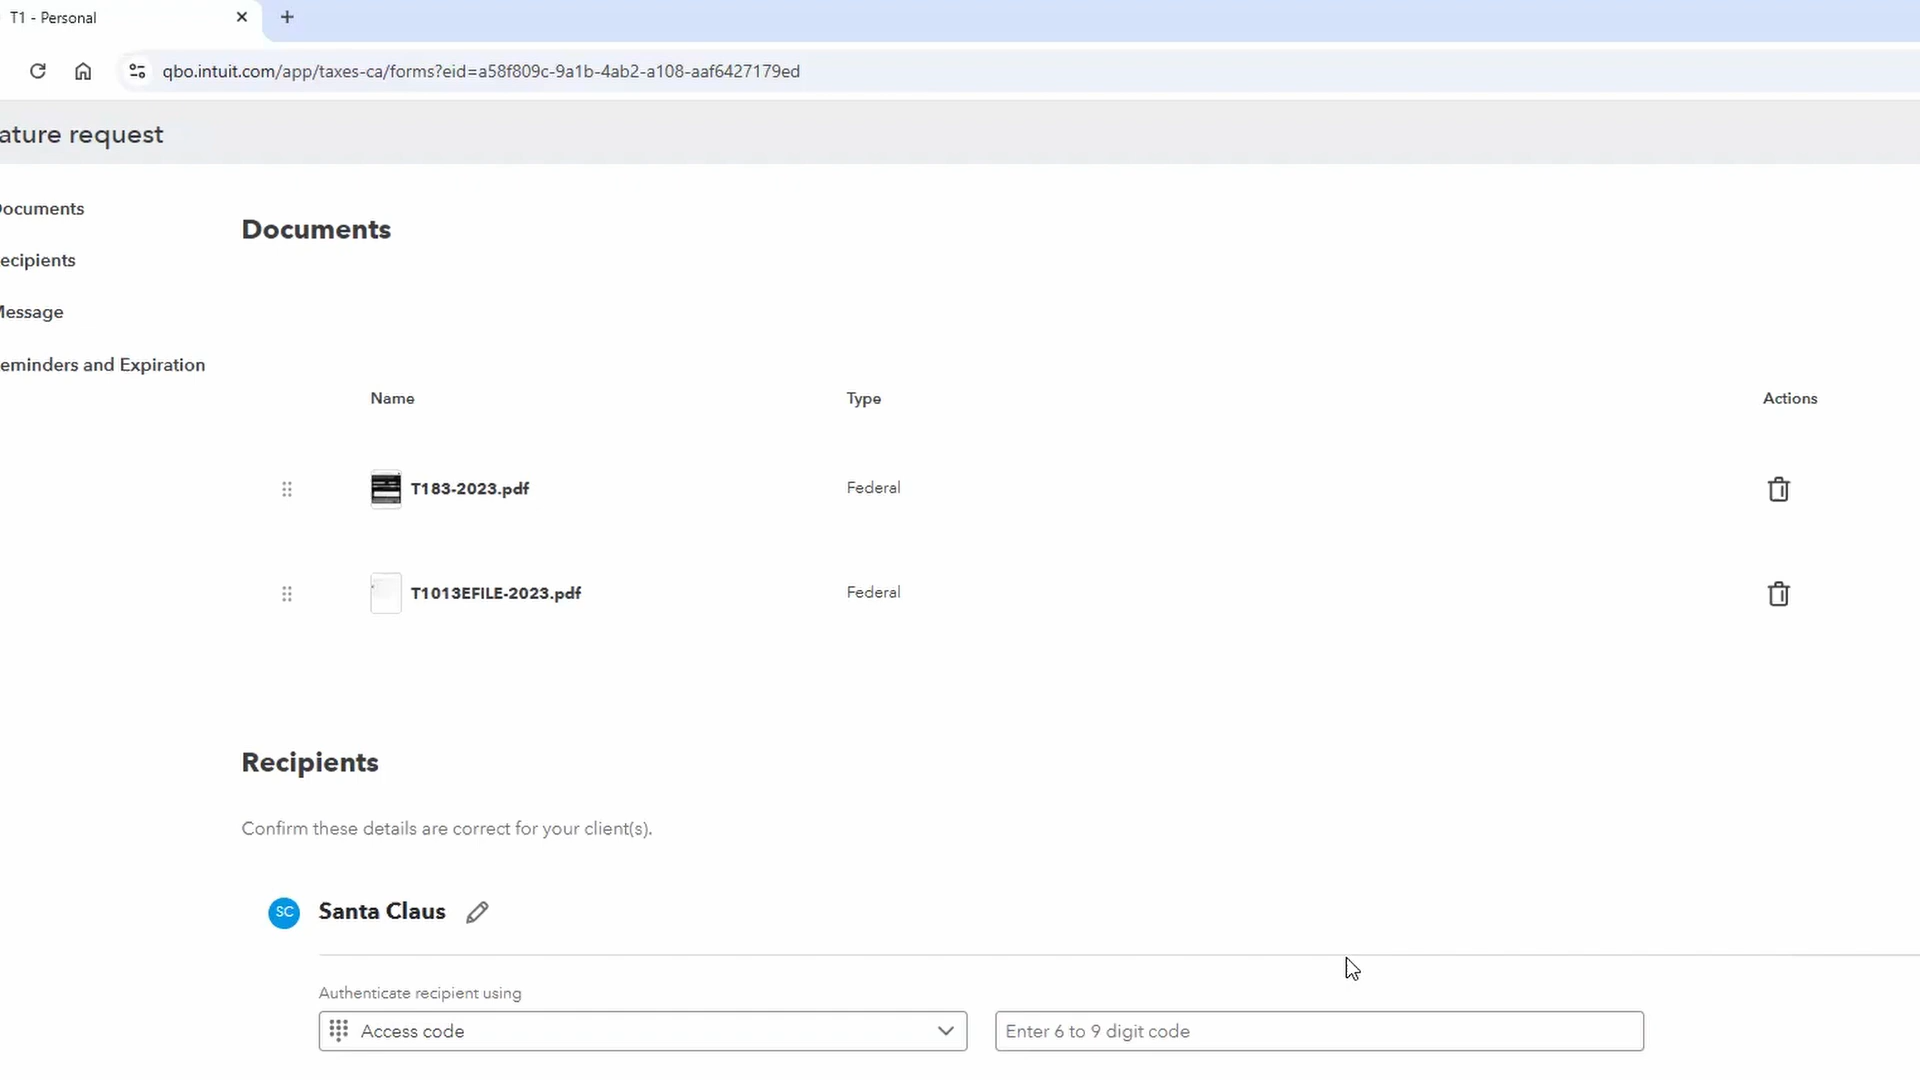 T1 - Personal
qbo.intuit.com/app/taxes-ca/forms?eid=a58f809c-9a1b-4ab2-a108-aaf6427179ed
ature request
ocuments
ecipients
Message
eminders and Expiration
Documents
Name Type Actions
T183-2023.pdf Federal
T1013EFILE-2023.pdf Federal
Recipients
Confirm these details are correct for your client(s).
SC Santa Claus
Authenticate recipient using
Access code Enter 6 to 9 digit code